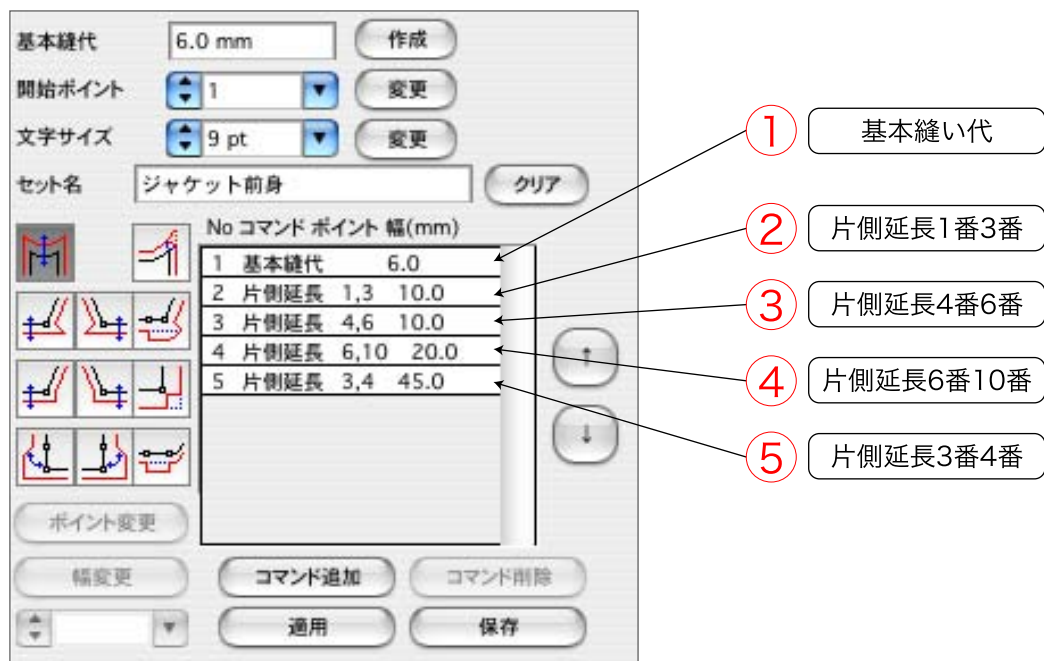 基本縫代 6.0 mm 作成
開始ポイント 1 変更
文字サイズ 9 pt 変更
セット名 ジャケット前身 クリア
No コマンド ポイント 幅(mm)
1 基本縫代 6.0
2 片側延長 1,3 10.0
3 片側延長 4,6 10.0
4 片側延長 6,10 20.0
5 片側延長 3,4 45.0
↑
↓
ポイント変更
幅変更 コマンド追加 コマンド削除
適用 保存
① 基本縫い代
② 片側延長1番3番
③ 片側延長4番6番
④ 片側延長6番10番
⑤ 片側延長3番4番